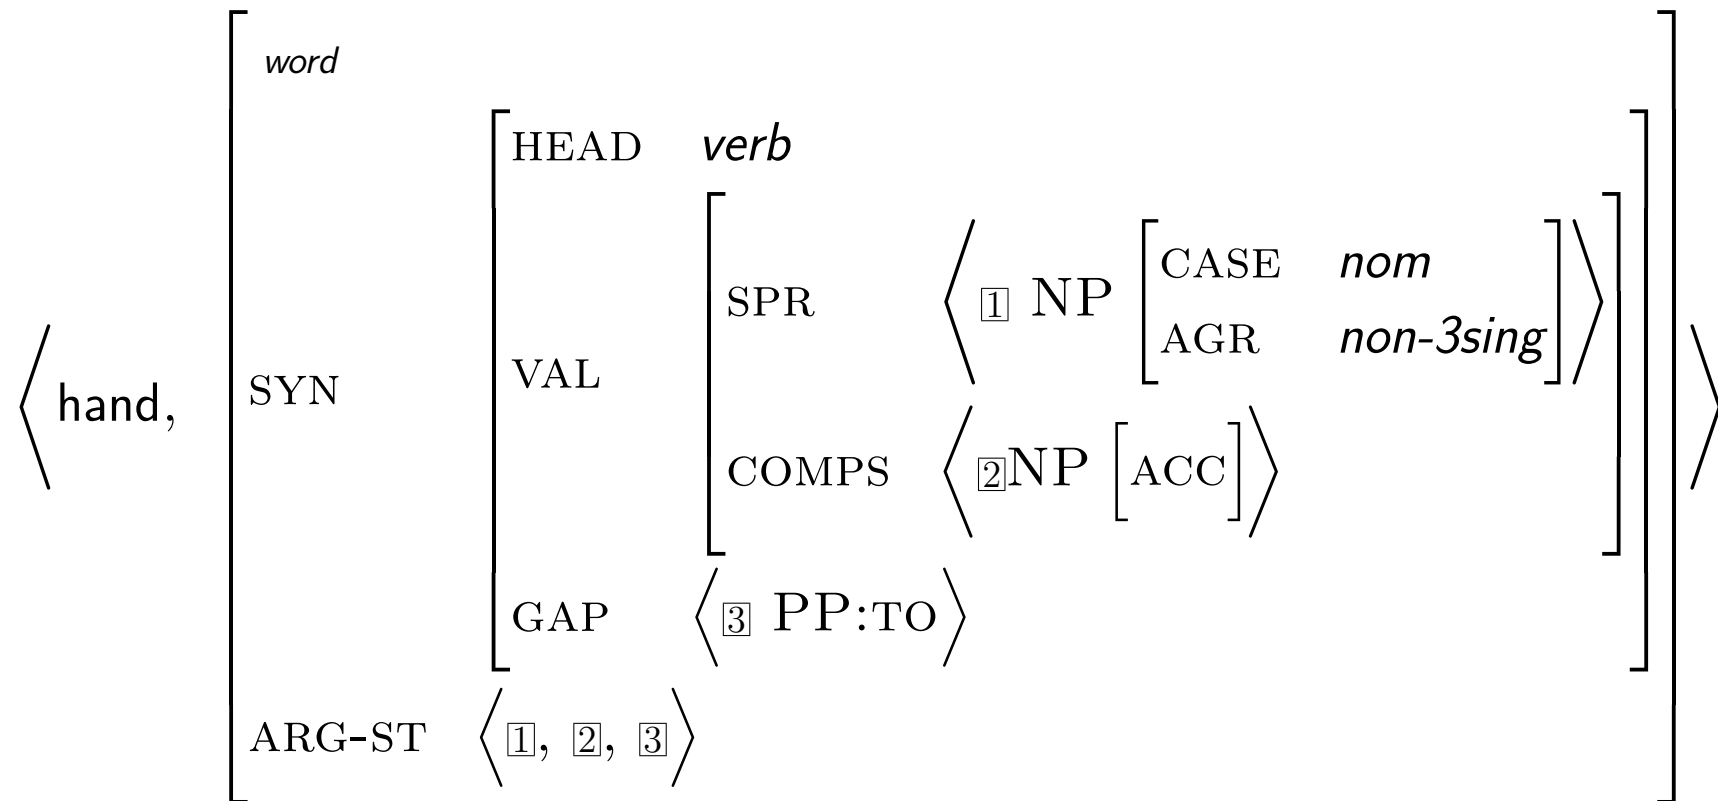 word
HEAD verb
SPR ⟨ 1 NP [ CASE nom
AGR non-3sing ] ⟩
VAL
⟨ hand, SYN
COMPS ⟨ 2 NP [ ACC ] ⟩
GAP ⟨ 3 PP:TO ⟩
ARG-ST ⟨ 1, 2, 3 ⟩